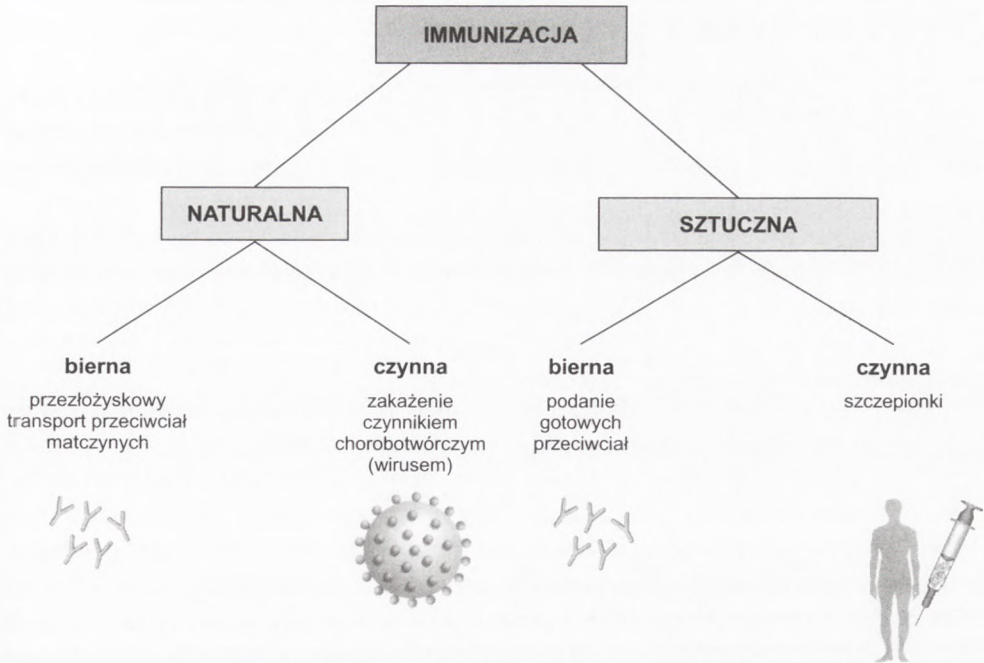 IMMUNIZACJA
NATURALNA
SZTUCZNA
bierna
przezłożyskowy
transport przeciwciał
matczynych
czynna
zakażenie
czynnikiem
chorobotwórczym
(wirusem)
bierna
podanie
gotowych
przeciwciał
czynna
szczepionki